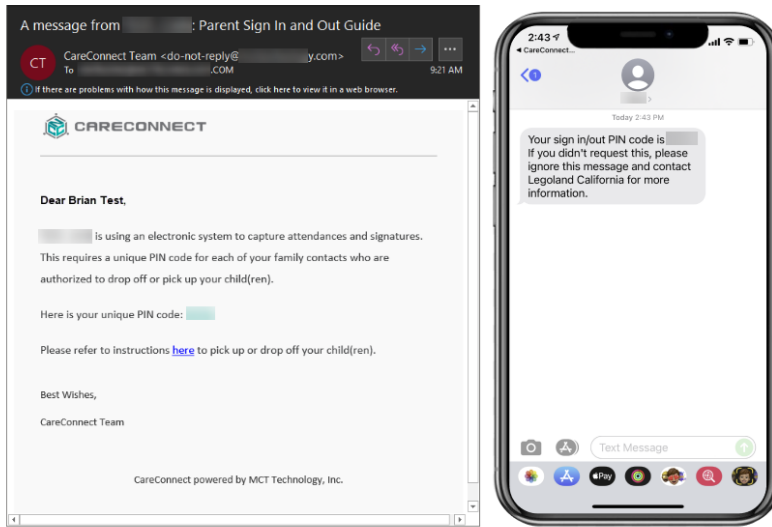 A message from : Parent Sign In and Out Guide
CT
CareConnect Team <do-not-reply@ y.com>
To .COM
9:21 AM
If there are problems with how this message is displayed, click here to view it in a web browser.
CARECONNECT
Dear Brian Test,
is using an electronic system to capture attendances and signatures.
This requires a unique PIN code for each of your family contacts who are
authorized to drop off or pick up your child(ren).
Here is your unique PIN code:
Please refer to instructions here to pick up or drop off your child(ren).
Best Wishes,
CareConnect Team
CareConnect powered by MCT Technology, Inc.
2:43
CareConnect...
1
Today 2:43 PM
Your sign in/out PIN code is
If you didn't request this, please
ignore this message and contact
Legoland California for more
information.
Text Message
Pay